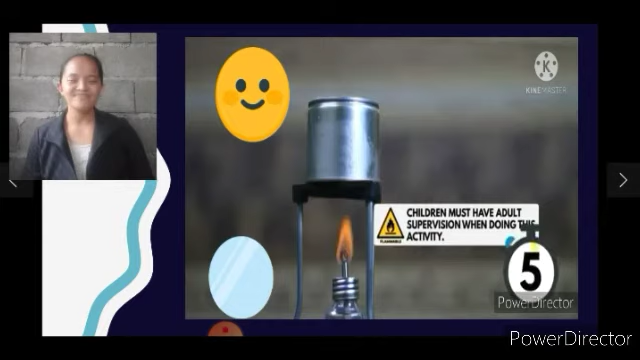 K
KINEMASTER
CHILDREN MUST HAVE ADULT
SUPERVISION WHEN DOING THIS
ACTIVITY.
FLAMMABLE
5
PowerDirector
PowerDirector